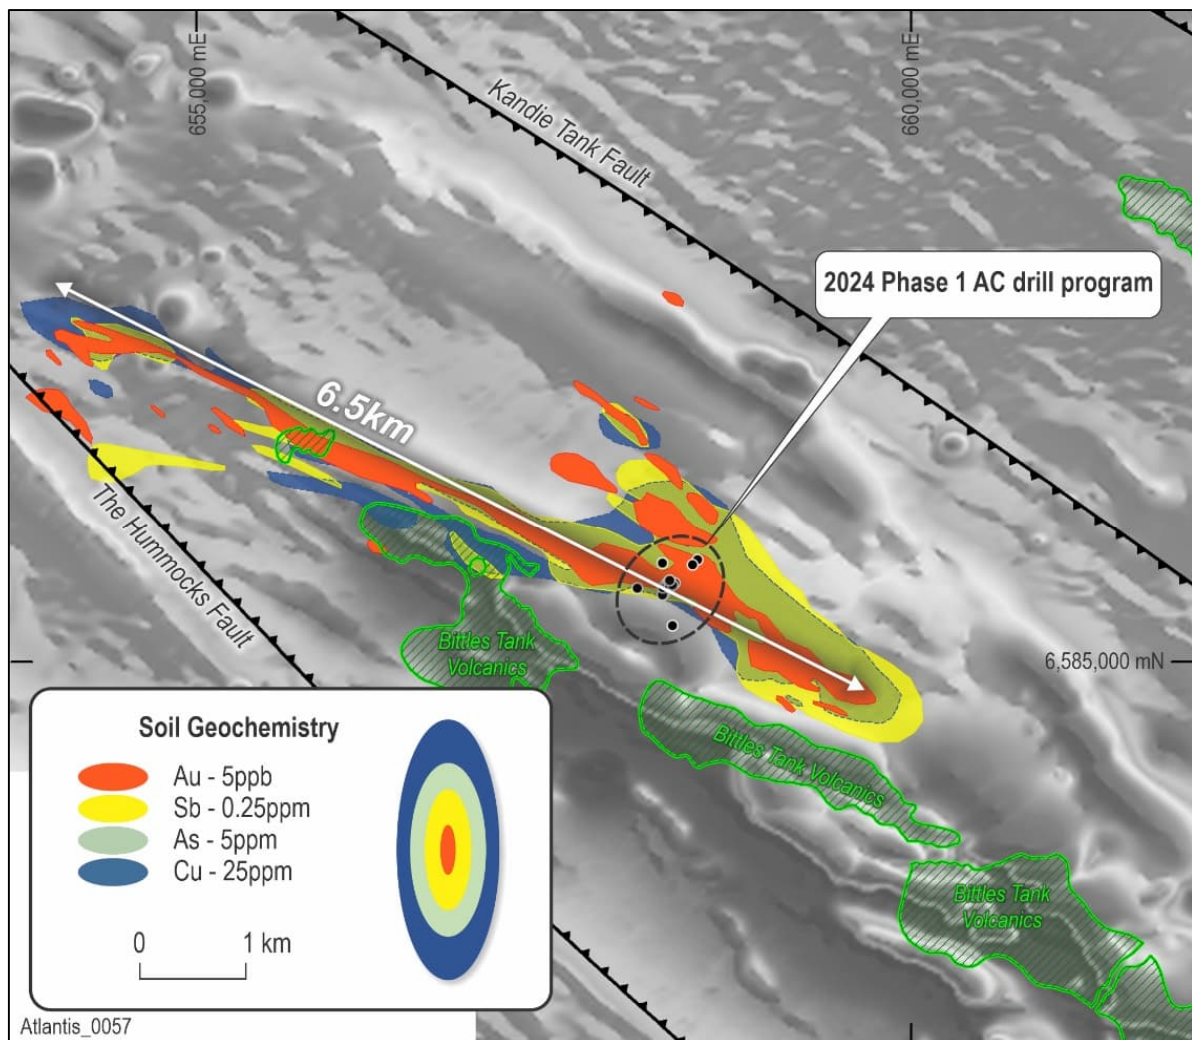 655,000 mE
660,000 mE
Kandie Tank Fault
2024 Phase 1 AC drill program
6.5km
The Hummocks Fault
Bittles Tank
Volcanics
6,585,000 mN
Bittles Tank Volcanics
Bittles Tank
Volcanics
Soil Geochemistry
Au - 5ppb
Sb - 0.25ppm
As - 5ppm
Cu - 25ppm
0 1 km
Atlantis_0057